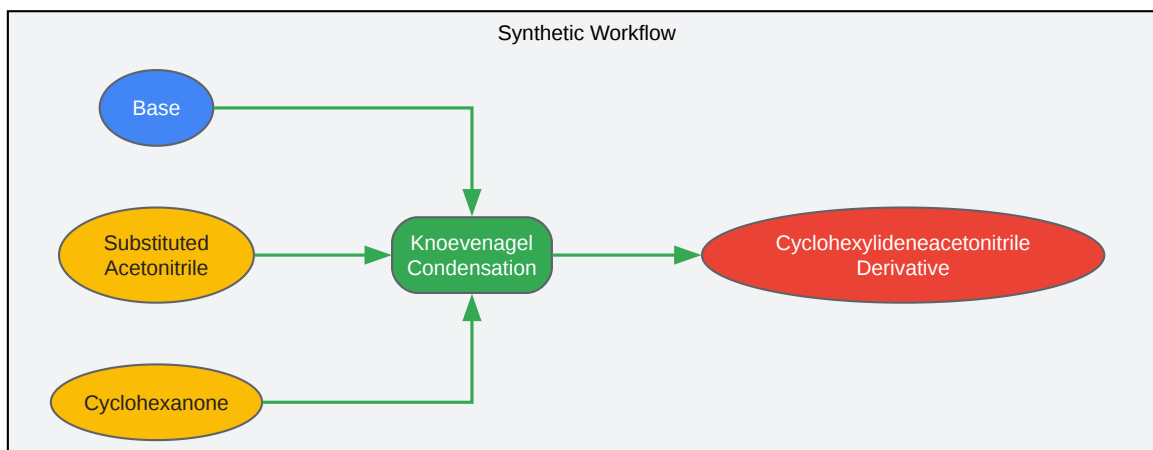 Synthetic Workflow
Base
Substituted
Acetonitrile
Knoevenagel
Condensation
Cyclohexylideneacetonitrile
Derivative
Cyclohexanone